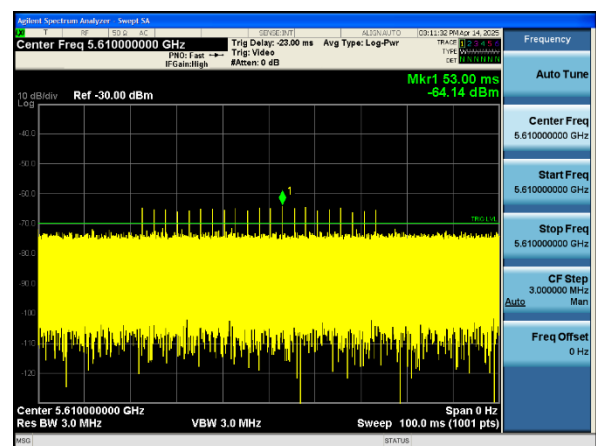 Agilent Spectrum Analyzer - Swept SA
T RF 50 Ω AC SENSE:INT ALIGN AUTO 03:11:32 PM Apr 14, 2025
Center Freq 5.610000000 GHz
PNO: Fast
IFGain:High
Trig Delay: -23.00 ms
Trig: Video
#Atten: 0 dB
Avg Type: Log-Pwr
TRACE 1 2 3 4 5 6
TYPE
DET N N N N N N
Frequency
Mkr1 53.00 ms
-64.14 dBm
10 dB/div
Log
Ref -30.00 dBm
Auto Tune
Center Freq
5.610000000 GHz
Start Freq
5.610000000 GHz
Stop Freq
5.610000000 GHz
CF Step
3.000000 MHz
Auto Man
Freq Offset
0 Hz
-40.0
-50.0
-60.0
-70.0
-80.0
-90.0
-100
-110
-120
1
TRIG LVL
Center 5.610000000 GHz Span 0 Hz
Res BW 3.0 MHz VBW 3.0 MHz Sweep 100.0 ms (1001 pts)
MSG STATUS